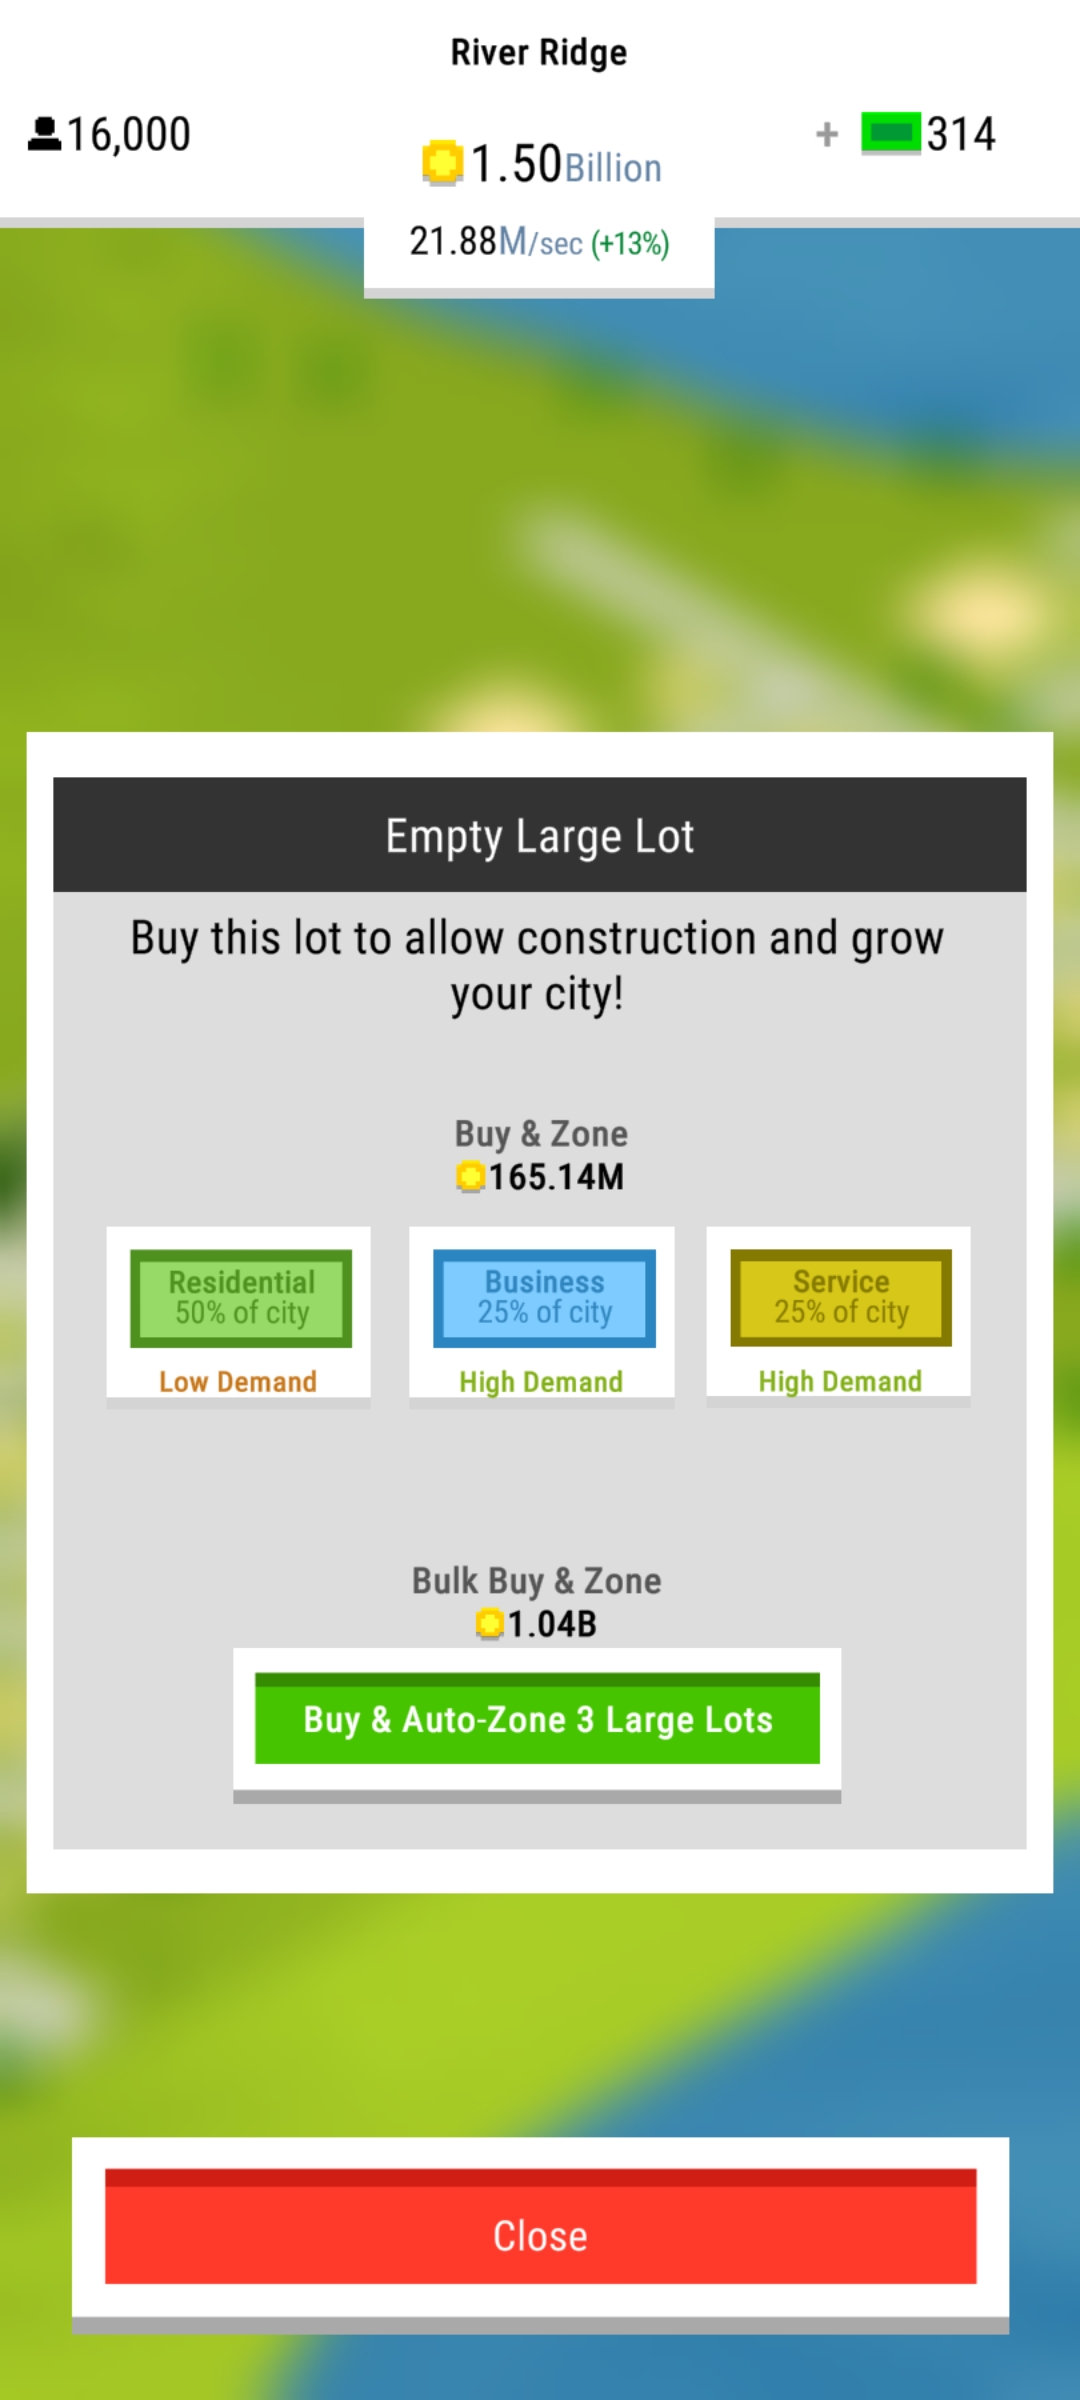 River Ridge
16,000
1.50Billion
+ 314
21.88M/sec (+13%)
Empty Large Lot
Buy this lot to allow construction and grow
your city!
Buy & Zone
165.14M
Residential
50% of city
Low Demand
Business
25% of city
High Demand
Service
25% of city
High Demand
Bulk Buy & Zone
1.04B
Buy & Auto-Zone 3 Large Lots
Close